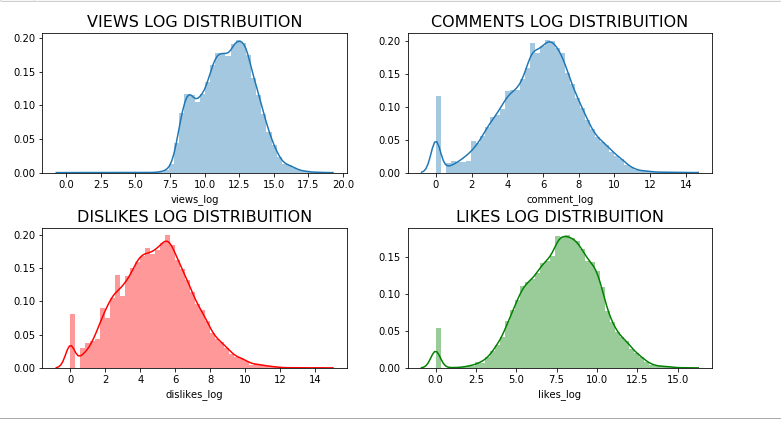 VIEWS LOG DISTRIBUITION
0.20
0.15
0.10
0.05
0.00
0.0 2.5 5.0 7.5 10.0 12.5 15.0 17.5 20.0
views_log
COMMENTS LOG DISTRIBUITION
0.20
0.15
0.10
0.05
0.00
0 2 4 6 8 10 12 14
comment_log
DISLIKES LOG DISTRIBUITION
0.20
0.15
0.10
0.05
0.00
0 2 4 6 8 10 12 14
dislikes_log
LIKES LOG DISTRIBUITION
0.15
0.10
0.05
0.00
0.0 2.5 5.0 7.5 10.0 12.5 15.0
likes_log